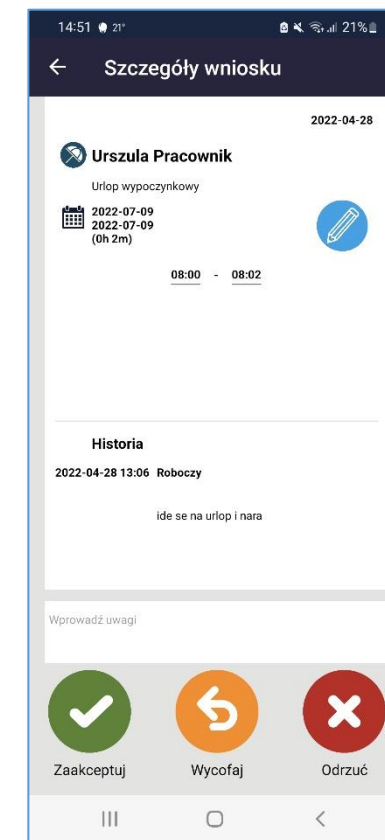 14:51 21° 21%
Szczegóły wniosku
2022-04-28
Urszula Pracownik
Urlop wypoczynkowy
2022-07-09
2022-07-09
(0h 2m)
08:00 - 08:02
Historia
2022-04-28 13:06 Roboczy
ide se na urlop i nara
Wprowadź uwagi
Zaakceptuj Wycofaj Odrzuć